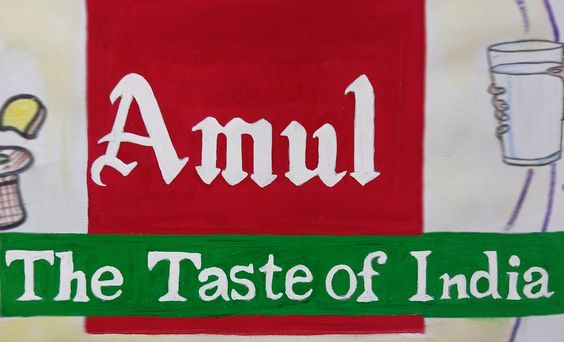 Amul
The Taste of India